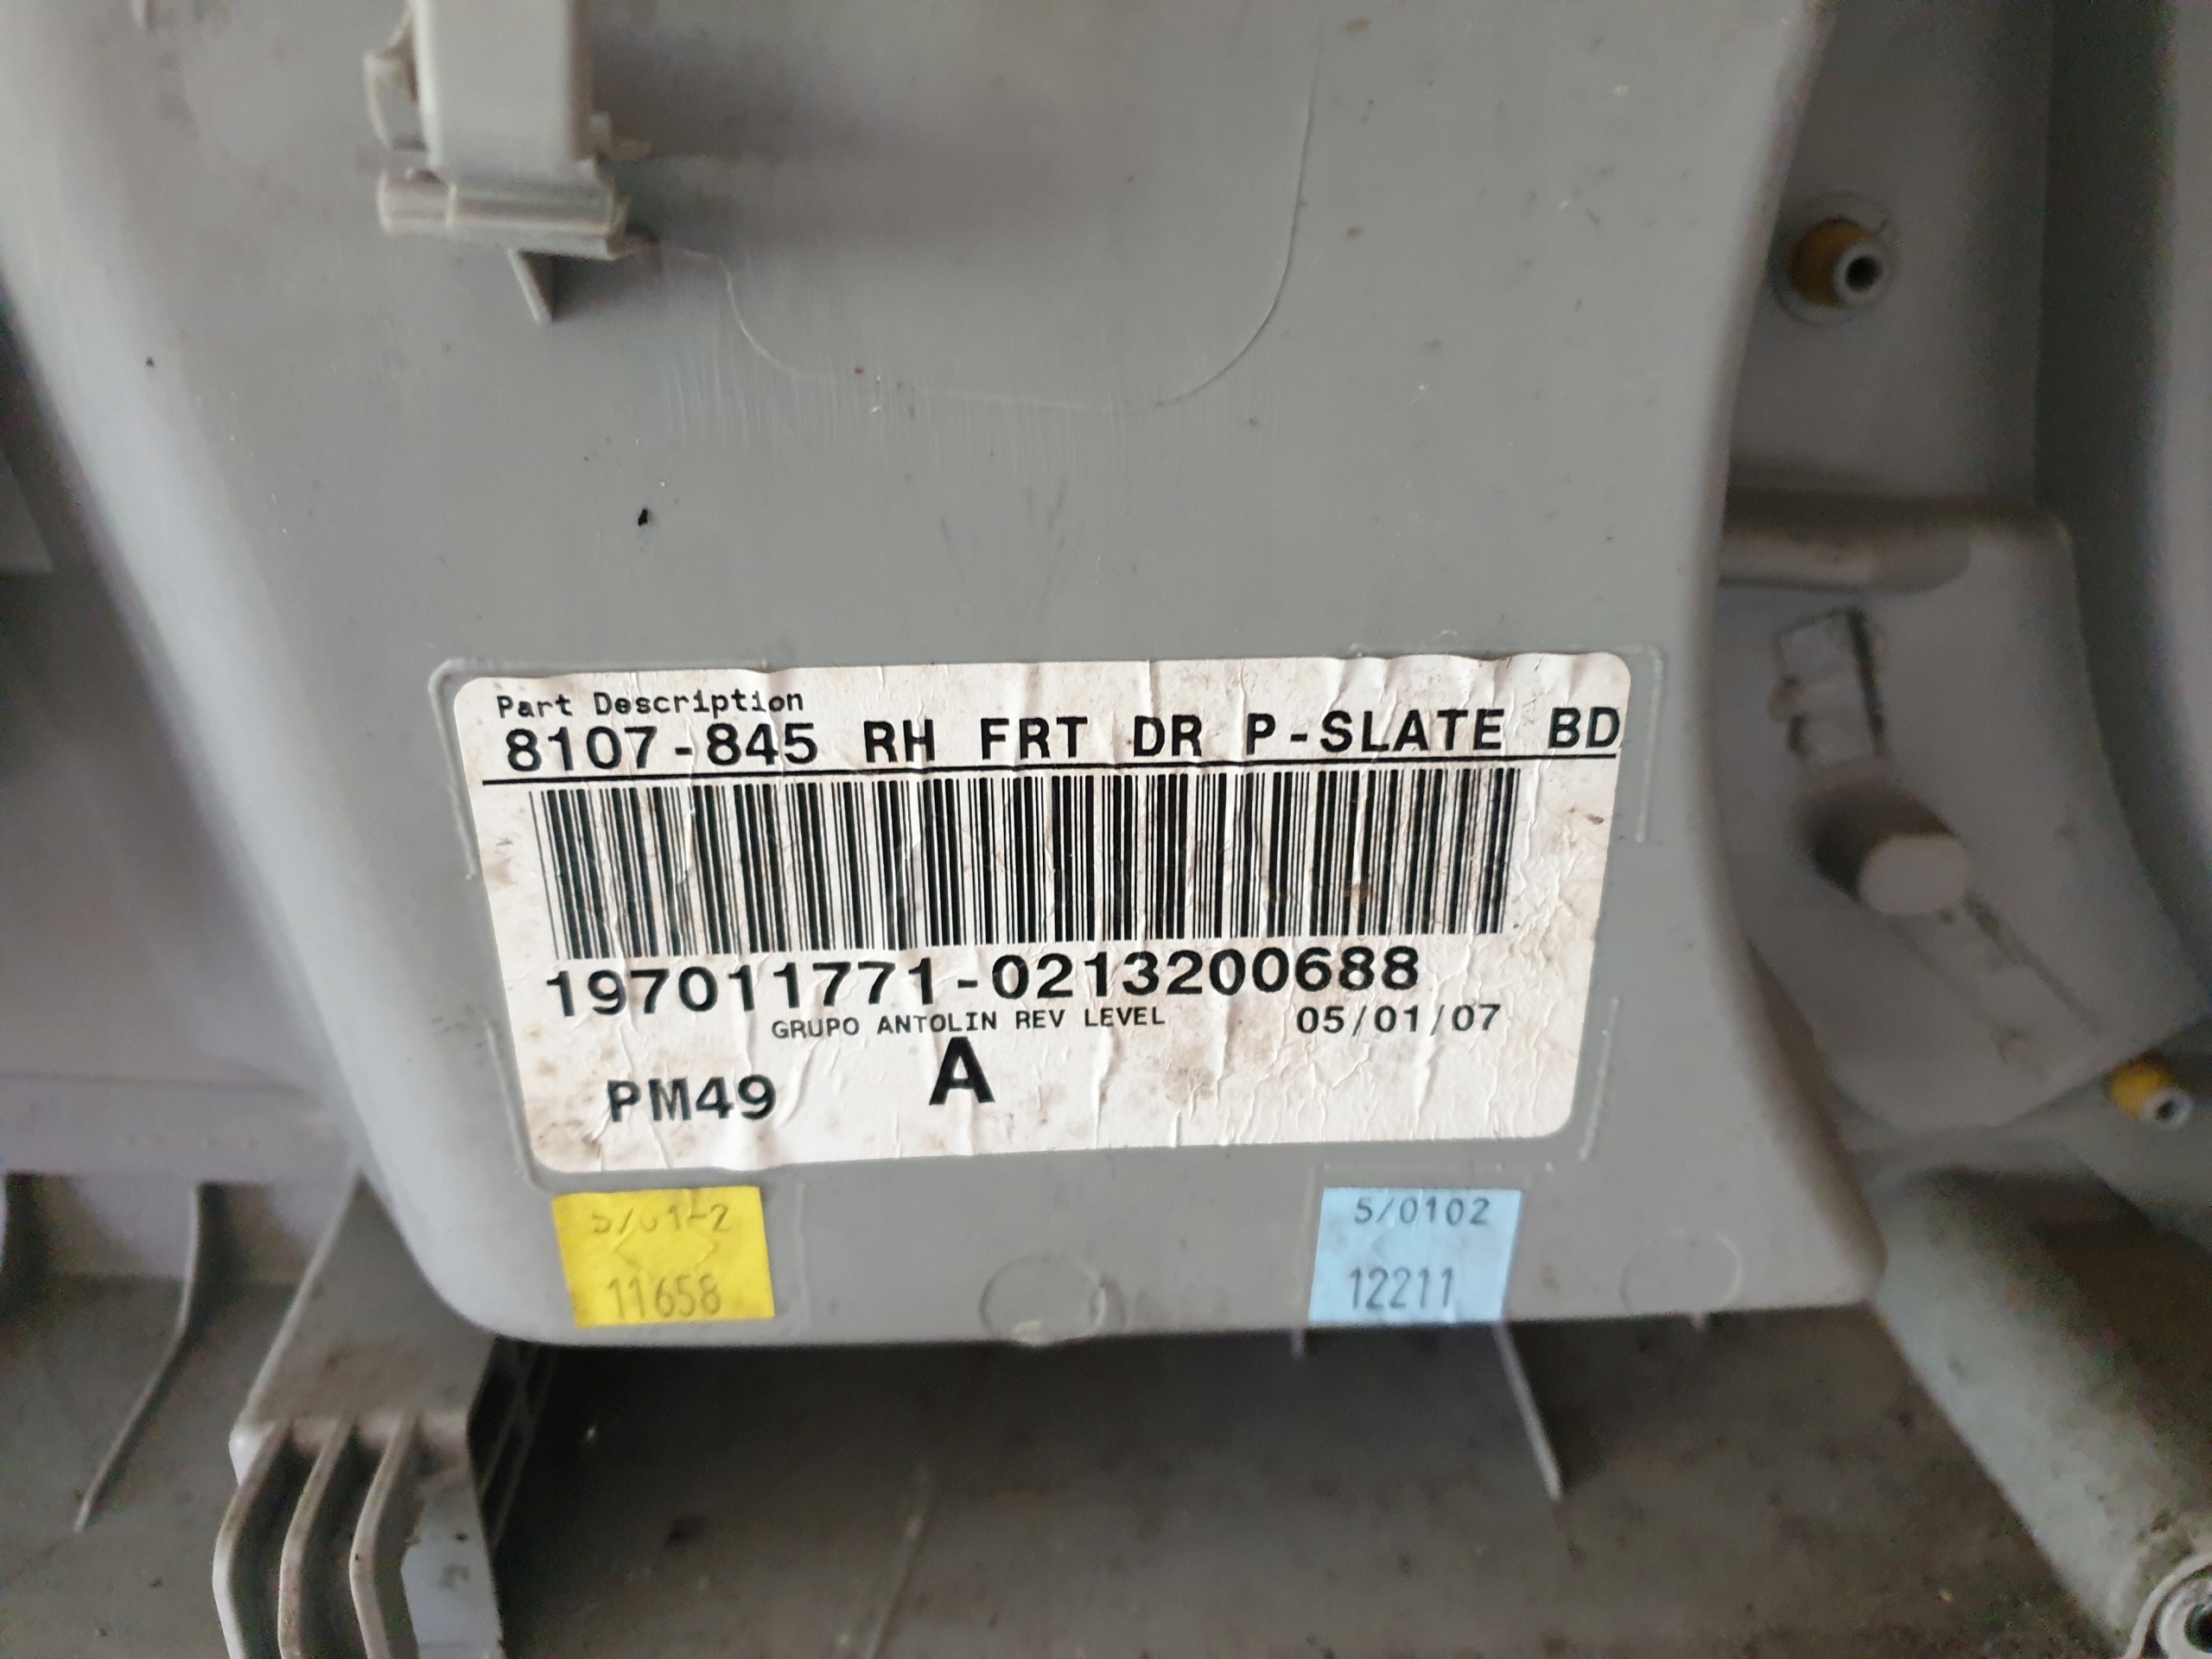 Part Description
8107-845 RH FRT DR P-SLATE BD
197011771-0213200688
GRUPO ANTOLIN REV LEVEL 05/01/07
PM49 A
11658
5/0102
12211